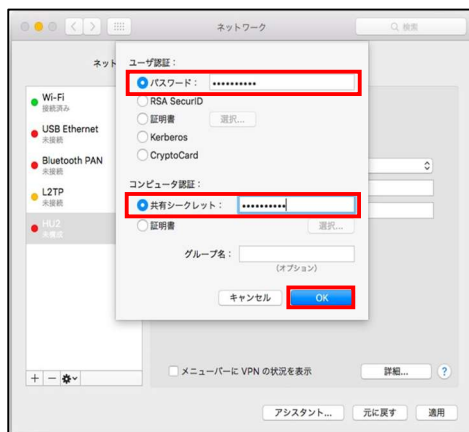 ネットワーク
検索
ネット
ユーザ認証：
パスワード： ••••••••••
RSA SecurID
証明書 選択...
Kerberos
CryptoCard
コンピュータ認証：
共有シークレット： ••••••••••
証明書 選択...
グループ名：
(オプション)
キャンセル OK
Wi-Fi
接続済み
USB Ethernet
未接続
Bluetooth PAN
未接続
L2TP
未接続
HU2
未構成
メニューバーに VPN の状況を表示 詳細... ?
アシスタント... 元に戻す 適用